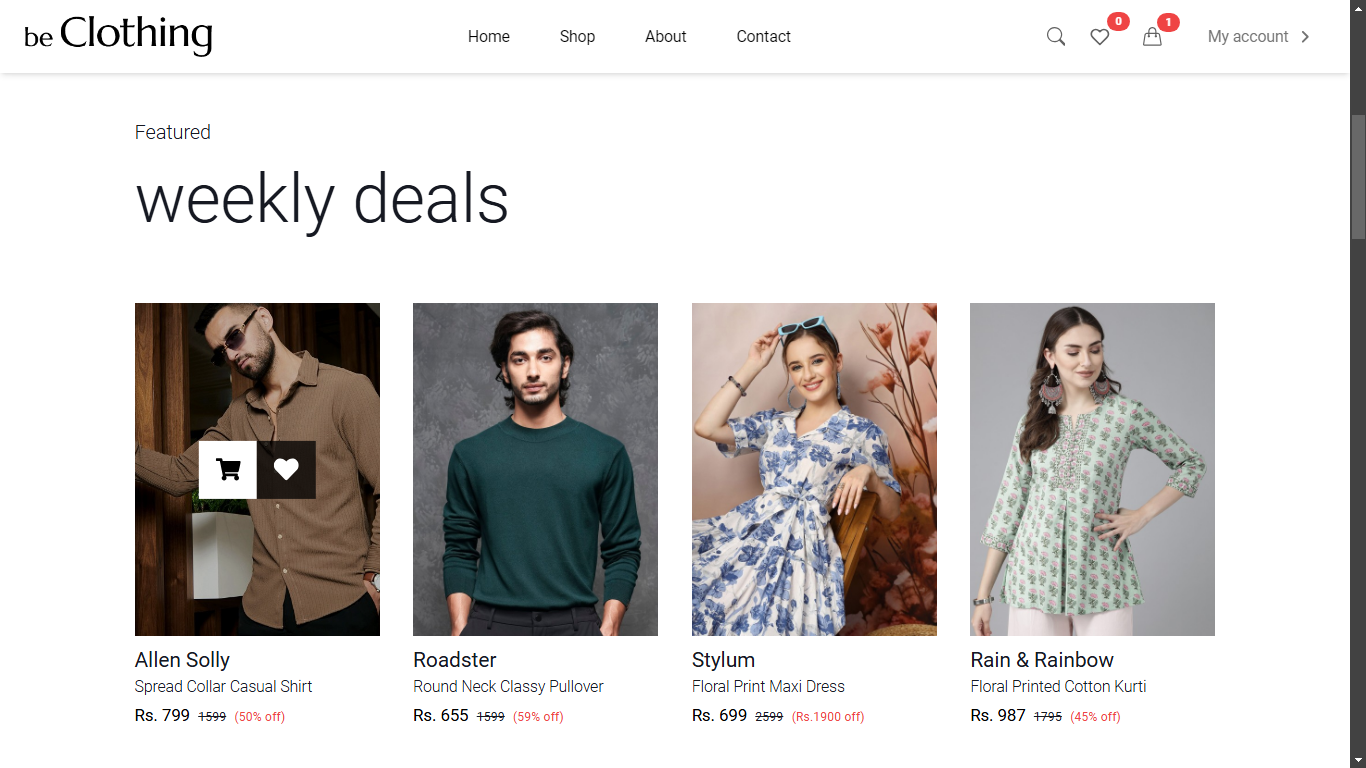 be Clothing
Home Shop About Contact
0
1
My account
Featured
weekly deals
Allen Solly
Spread Collar Casual Shirt
Rs. 799 1599 (50% off)
Roadster
Round Neck Classy Pullover
Rs. 655 1599 (59% off)
Stylum
Floral Print Maxi Dress
Rs. 699 2599 (Rs.1900 off)
Rain & Rainbow
Floral Printed Cotton Kurti
Rs. 987 1795 (45% off)